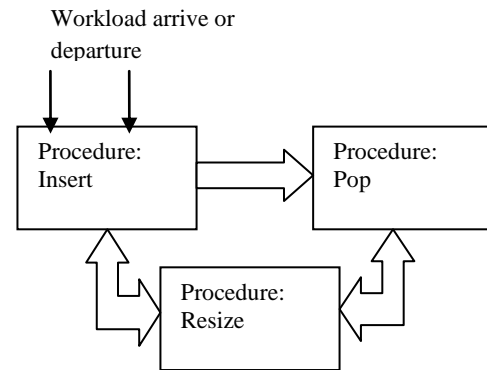 Workload arrive or
departure
Procedure:
Insert
Procedure:
Pop
Procedure:
Resize